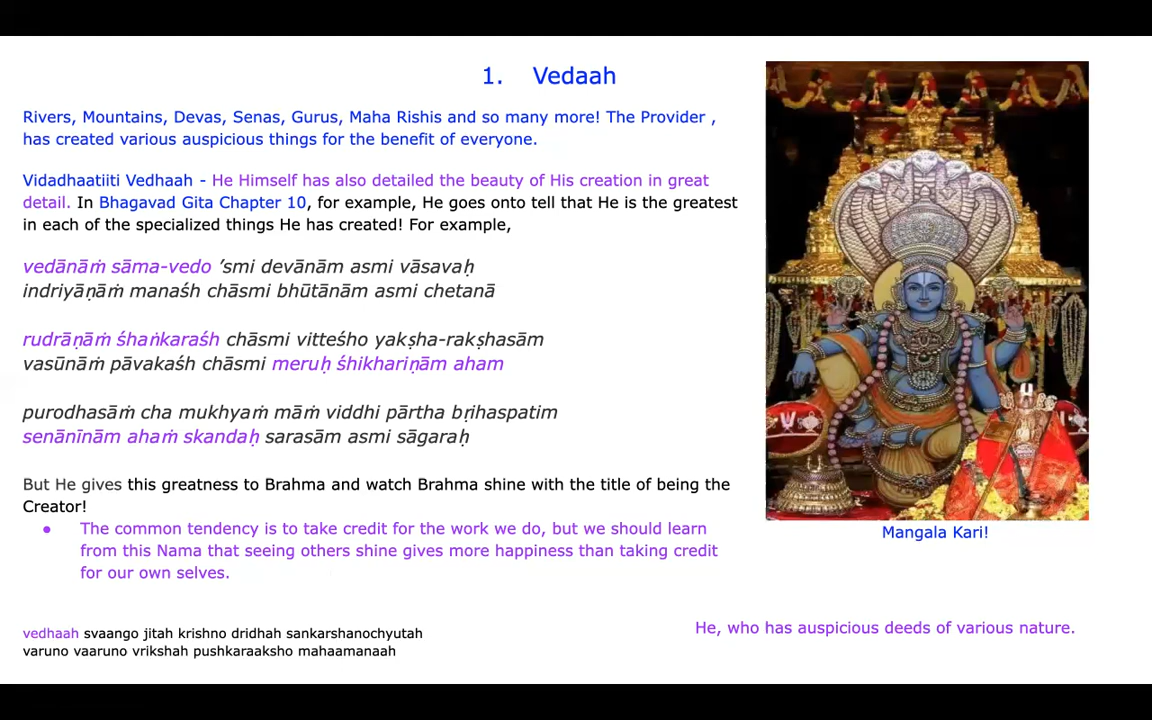 1. Vedaah
Rivers, Mountains, Devas, Senas, Gurus, Maha Rishis and so many more! The Provider ,
has created various auspicious things for the benefit of everyone.
Vidadhaatiiti Vedhaah - He Himself has also detailed the beauty of His creation in great
detail. In Bhagavad Gita Chapter 10, for example, He goes onto tell that He is the greatest
in each of the specialized things He has created! For example,
vedānāṁ sāma-vedo ’smi devānām asmi vāsavaḥ
indriyāṇāṁ manaśh chāsmi bhūtānām asmi chetanā
rudrāṇāṁ śhaṅkaraśh chāsmi vitteśho yakṣha-rakṣhasām
vasūnāṁ pāvakaśh chāsmi meruḥ śhikhariṇām aham
purodhasāṁ cha mukhyaṁ māṁ viddhi pārtha bṛihaspatim
senānīnām ahaṁ skandaḥ sarasām asmi sāgaraḥ
But He gives this greatness to Brahma and watch Brahma shine with the title of being the
Creator!
● The common tendency is to take credit for the work we do, but we should learn
from this Nama that seeing others shine gives more happiness than taking credit
for our own selves.
vedhaah svaango jitah krishno dridhah sankarshanochyutah
varuno vaaruno vrikshah pushkaraaksho mahaamanaah
Mangala Kari!
He, who has auspicious deeds of various nature.